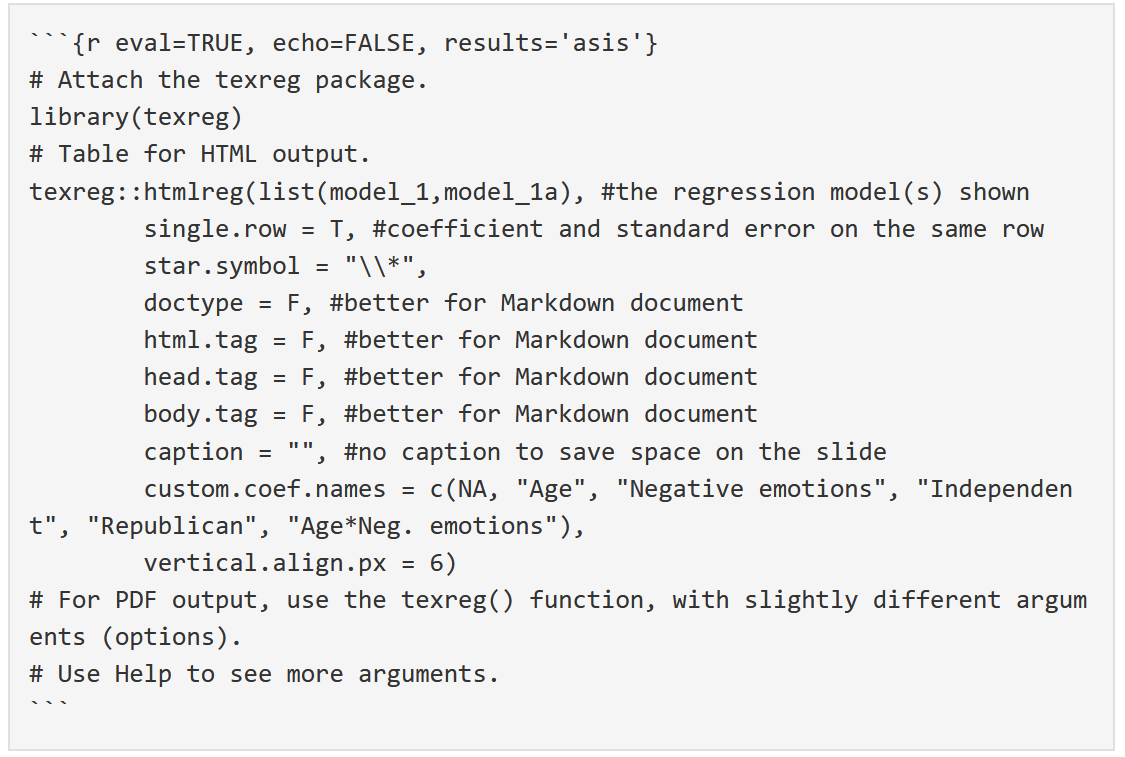 ```{r eval=TRUE, echo=FALSE, results='asis'}
# Attach the texreg package.
library(texreg)
# Table for HTML output.
texreg::htmlreg(list(model_1,model_1a), #the regression model(s) shown
        single.row = T, #coefficient and standard error on the same row
        star.symbol = "\\*",
        doctype = F, #better for Markdown document
        html.tag = F, #better for Markdown document
        head.tag = F, #better for Markdown document
        body.tag = F, #better for Markdown document
        caption = "", #no caption to save space on the slide
        custom.coef.names = c(NA, "Age", "Negative emotions", "Independen
t", "Republican", "Age*Neg. emotions"),
        vertical.align.px = 6)
# For PDF output, use the texreg() function, with slightly different argum
ents (options).
# Use Help to see more arguments.
```